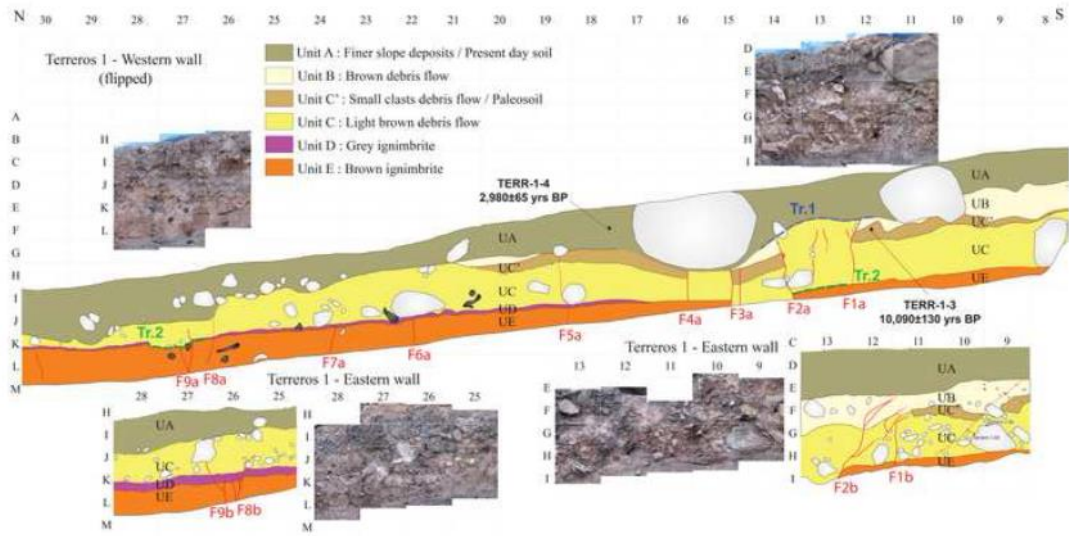 N 30 29 28 27 26 25 24 23 22 21 20 19 18 17 16 15 14 13 12 11 10 9 8 S
Terreros 1 - Western wall
(flipped)
Unit A : Finer slope deposits / Present day soil
Unit B : Brown debris flow
Unit C' : Small clasts debris flow / Paleosoil
Unit C : Light brown debris flow
Unit D : Grey ignimbrite
Unit E : Brown ignimbrite
A
B
C
D
E
F
G
H
I
J
K
L
M
H
I
J
K
L
D
E
F
G
H
I
TERR-1-4
2,980±65 yrs BP
UA
UC'
UC
UD
UE
Tr.1
UA
UB
UC'
UC
UE
Tr.2
Tr.2
TERR-1-3
10,090±130 yrs BP
F9a
F8a
F7a
F6a
F5a
F4a
F3a
F2a
F1a
Terreros 1 - Eastern wall
28 27 26 25
H
I
J
K
L
M
UA
UC
UD
UE
F9b
F8b
28 27 26 25
H
I
J
K
L
M
Terreros 1 - Eastern wall
13 12 11 10 9
E
F
G
H
I
13 12 11 10 9
C
D
E
F
G
H
I
UA
UB
UC'
UC
UE
F2b
F1b